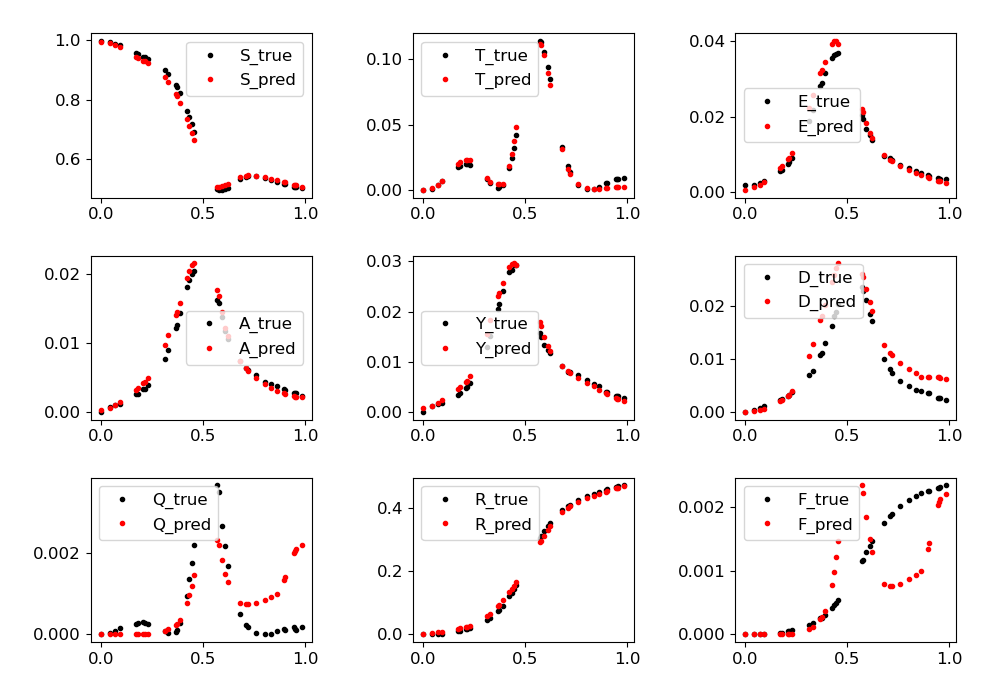 1.0
0.8
0.6
0.0 0.5 1.0
S_true
S_pred
0.10
0.05
0.00
0.0 0.5 1.0
T_true
T_pred
0.04
0.02
0.00
0.0 0.5 1.0
E_true
E_pred
0.02
0.01
0.00
0.0 0.5 1.0
A_true
A_pred
0.03
0.02
0.01
0.00
0.0 0.5 1.0
Y_true
Y_pred
0.02
0.01
0.00
0.0 0.5 1.0
D_true
D_pred
0.002
0.000
0.0 0.5 1.0
Q_true
Q_pred
0.4
0.2
0.0
0.0 0.5 1.0
R_true
R_pred
0.002
0.001
0.000
0.0 0.5 1.0
F_true
F_pred